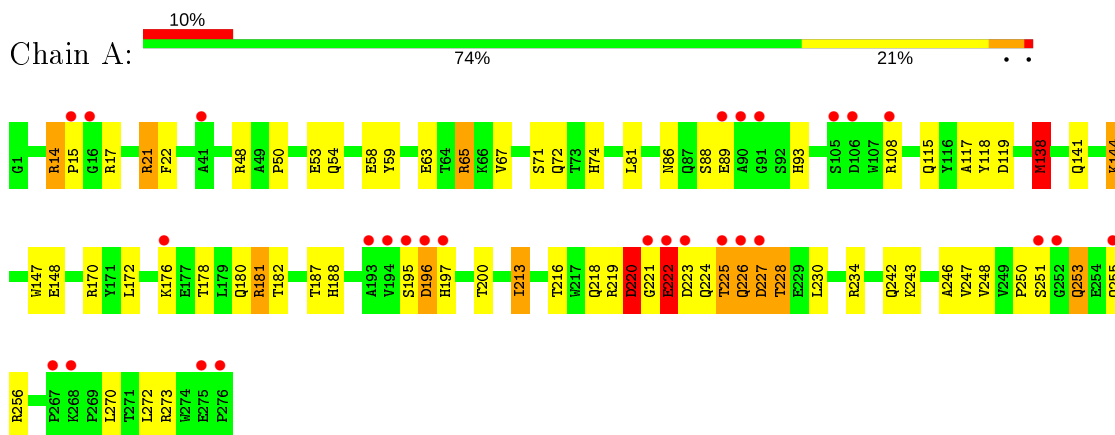 10%
Chain A:
74% 21% • •
G1 R14 P15 G16 R17 R21 F22 A41 R48 A49 P50 E53 Q54 E58 Y59 E63 T64 R65 K66 V67 S71 Q72 T73 H74 L81 N86 Q87 S88 E89 A90 G91 S92 H93 S105 D106 W107 R108 Q115 Y116 A117 Y118 D119 M138 Q141 K144
W147 E148 R170 Y171 L172 K176 E177 T178 L179 Q180 R181 T182 T187 H188 A193 V194 S195 D196 H197 T200 I213 T216 W217 Q218 R219 D220 G221 E222 D223 Q224 T225 Q226 D227 T228 E229 L230 R234 Q242 K243 A246 V247 V248 V249 P250 S251 G252 Q253 E254
R256 P267 K268 P269 L270 T271 L272 R273 W274 E275 P276